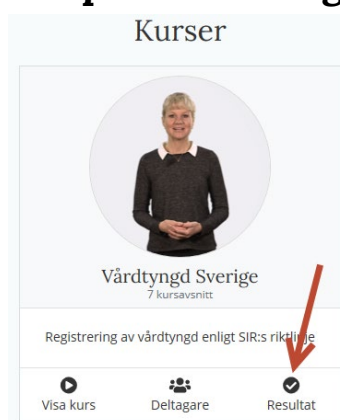 Kurser
Vårdtyngd Sverige
7 kursavsnitt
Registrering av vårdtyngd enligt SIR:s riktlinje
Visa kurs Deltagare Resultat